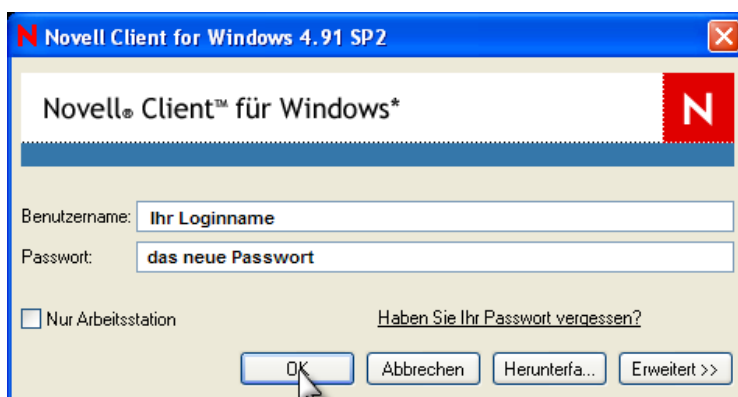 N Novell Client for Windows 4.91 SP2
Novell® Client™ für Windows*
N
Benutzername: Ihr Loginname
Passwort: das neue Passwort
Nur Arbeitsstation
Haben Sie Ihr Passwort vergessen?
OK Abbrechen Herunterfa... Erweitert >>